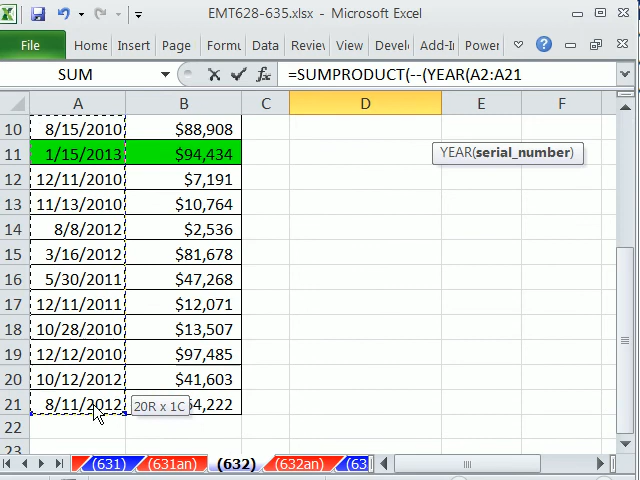 EMT628-635.xlsx - Microsoft Excel
File Home Insert Page Form Data Review View Devel Add-I Power
SUM =SUMPRODUCT(--(YEAR(A2:A21
A B C D E F
10 8/15/2010 $88,908
11 1/15/2013 $94,434
YEAR(serial_number)
12 12/11/2010 $7,191
13 11/13/2010 $10,764
14 8/8/2012 $2,536
15 3/16/2012 $81,678
16 5/30/2011 $47,268
17 12/11/2011 $12,071
18 10/28/2010 $13,507
19 12/12/2010 $97,485
20 10/12/2012 $41,603
21 8/11/2012 4,222
20R x 1C
22
23
(631) (631an) (632) (632an) (63